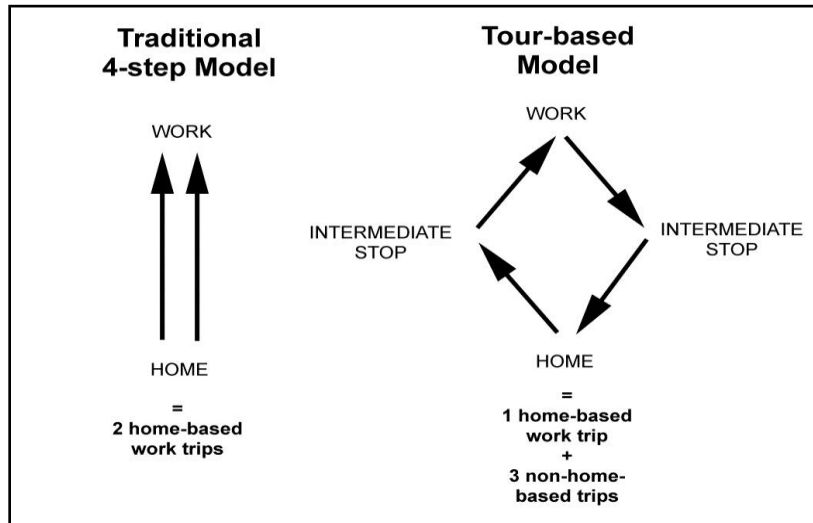 Traditional
4-step Model
WORK
HOME
=
2 home-based
work trips
Tour-based
Model
WORK
INTERMEDIATE
STOP
INTERMEDIATE
STOP
HOME
=
1 home-based
work trip
+
3 non-home-
based trips